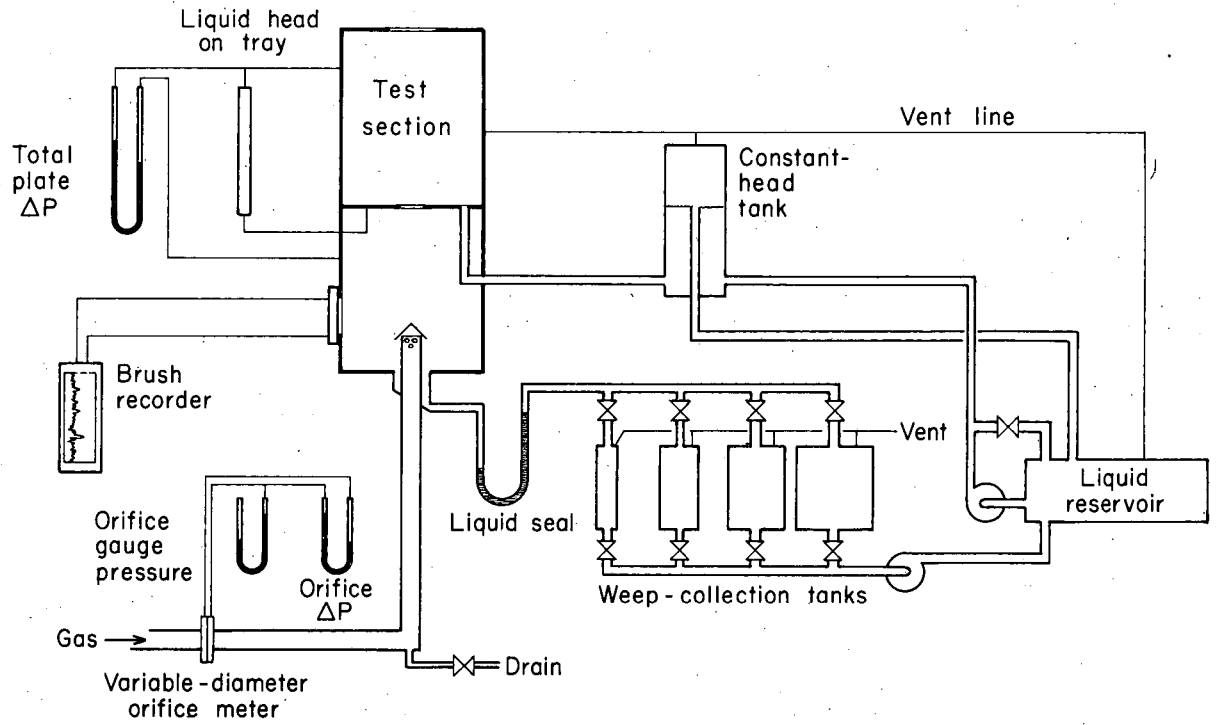 Liquid head
on tray
Test
section
Vent line
Total
plate
ΔP
Constant-
head
tank
Brush
recorder
Vent
Liquid
reservoir
Liquid seal
Orifice
gauge
pressure
Orifice
ΔP
Weep-collection tanks
Gas
Drain
Variable-diameter
orifice meter